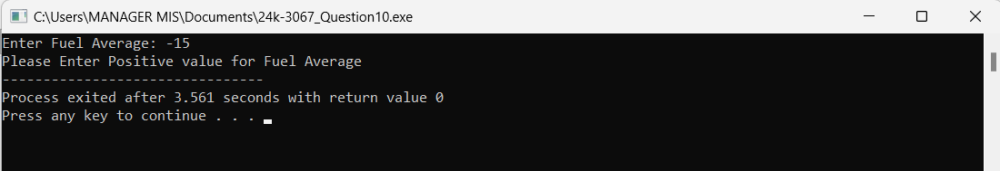 C:\Users\MANAGER MIS\Documents\24k-3067_Question10.exe
Enter Fuel Average: -15
Please Enter Positive value for Fuel Average
--------------------------------
Process exited after 3.561 seconds with return value 0
Press any key to continue . . .